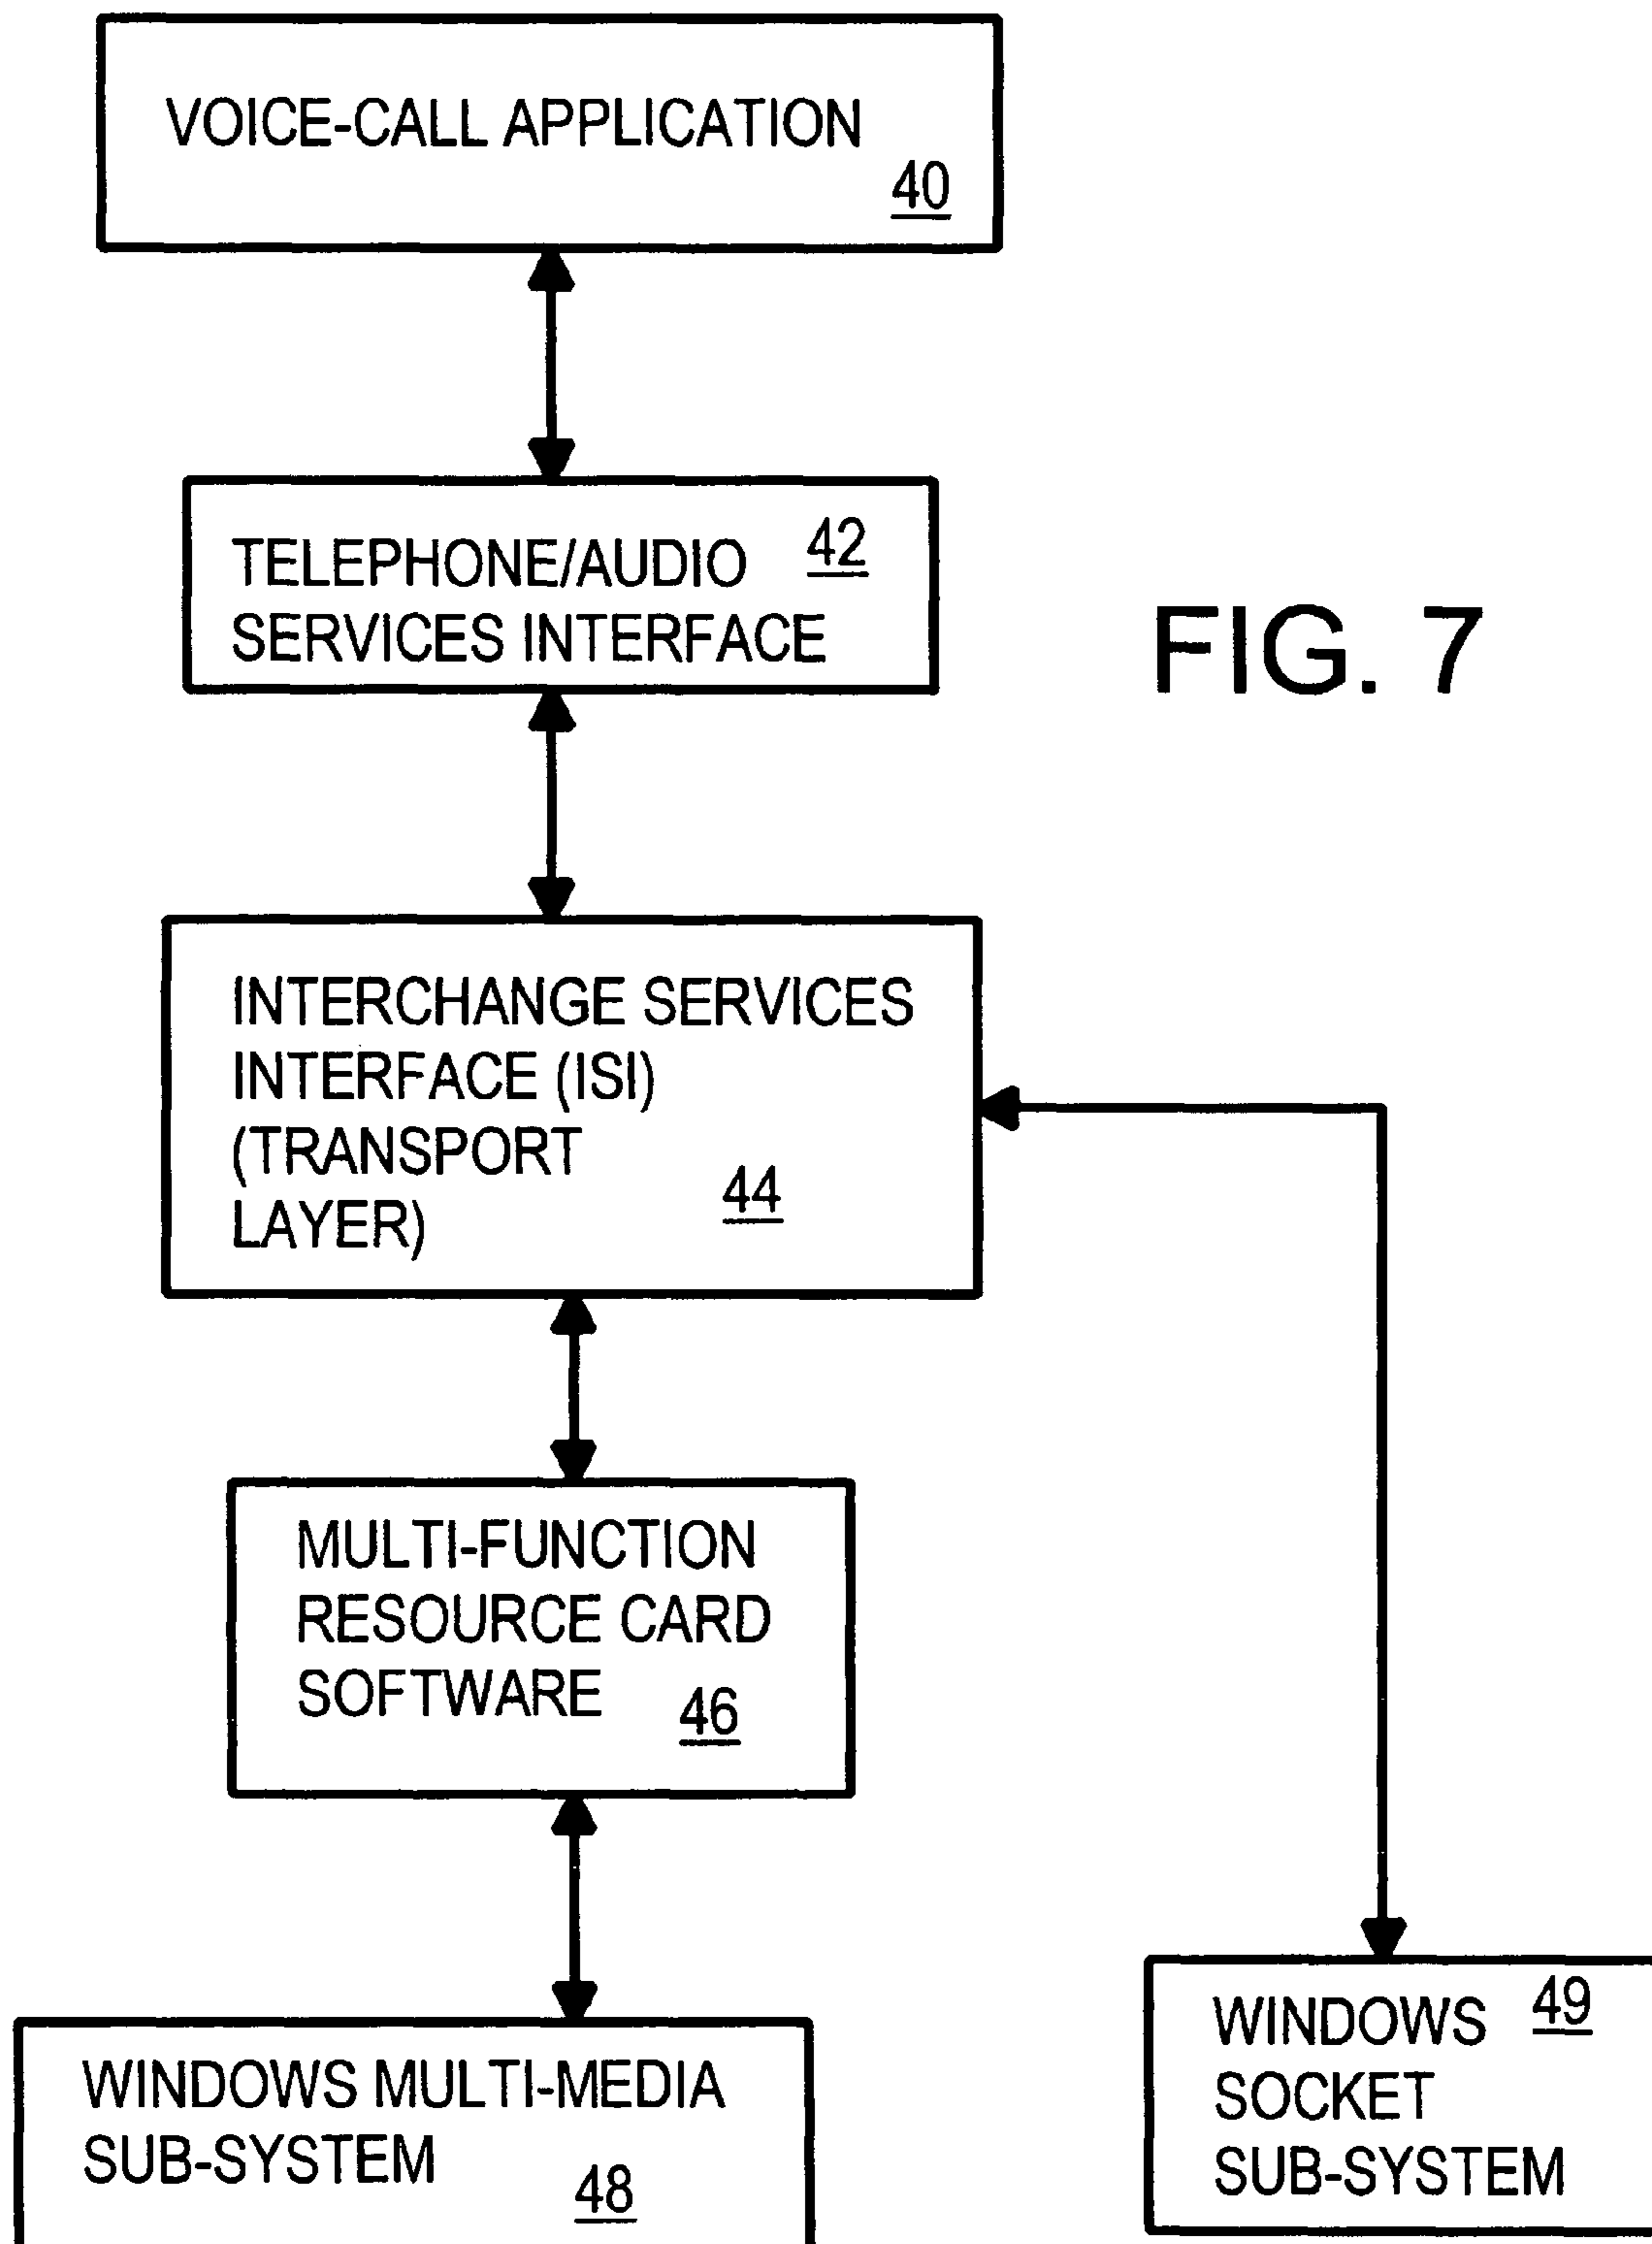 VOICE-CALL APPLICATION
40
TELEPHONE/AUDIO 42
SERVICES INTERFACE
FIG. 7
INTERCHANGE SERVICES
INTERFACE (ISI)
(TRANSPORT
LAYER)
44
MULTI-FUNCTION
RESOURCE CARD
SOFTWARE
46
WINDOWS MULTI-MEDIA
SUB-SYSTEM
48
WINDOWS 49
SOCKET
SUB-SYSTEM